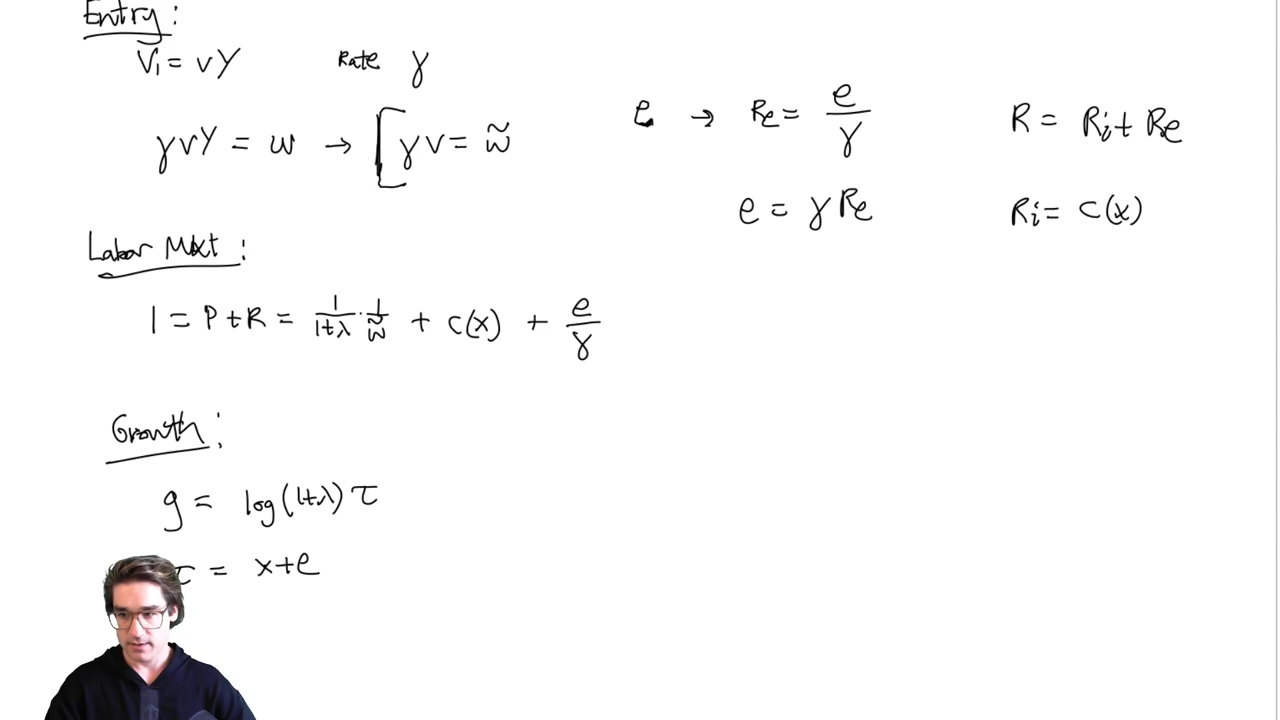 Entry:
V₁ = vY Rate γ
γvY = w → [γv = w̃
e → Rₑ = e/γ R = Rᵢ + Rₑ
e = γRₑ Rᵢ = c(x)
Labor Mkt:
1 = P + R = 1/(1+λ) · 1/w̃ + c(x) + e/γ
Growth:
g = log(1+λ) τ
τ = x + e